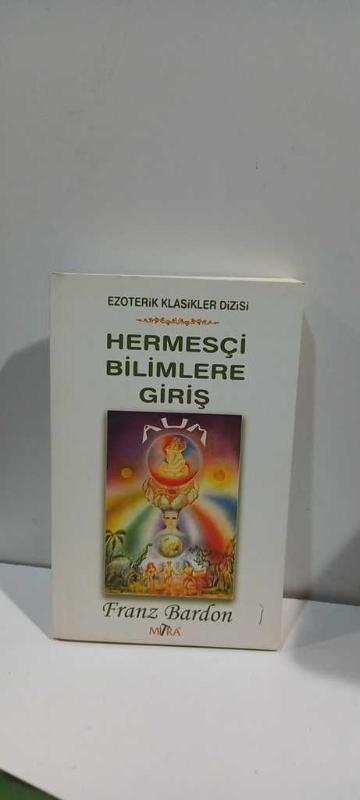 EZOTERİK KLASİKLER DİZİSİ
HERMESÇİ
BİLİMLERE
GİRİŞ
AUM
Franz Bardon
MİTRA